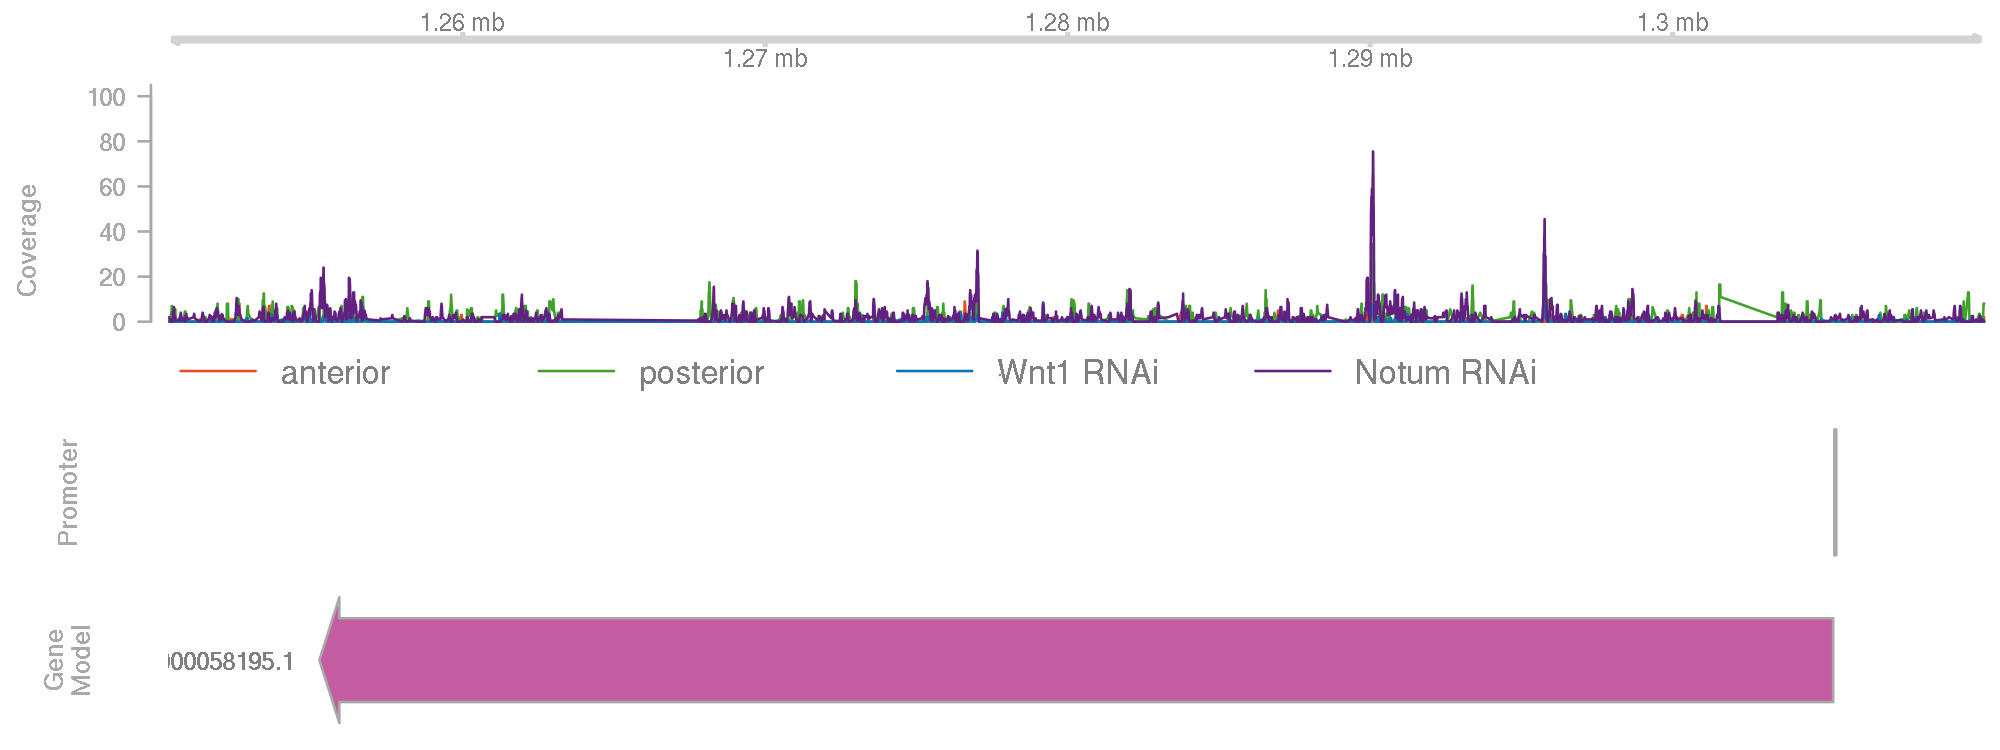 1.26 mb 1.28 mb 1.3 mb
1.27 mb 1.29 mb
100
80
60
40
20
0
Coverage
anterior posterior Wnt1 RNAi Notum RNAi
Promoter
Gene
Model
000058195.1